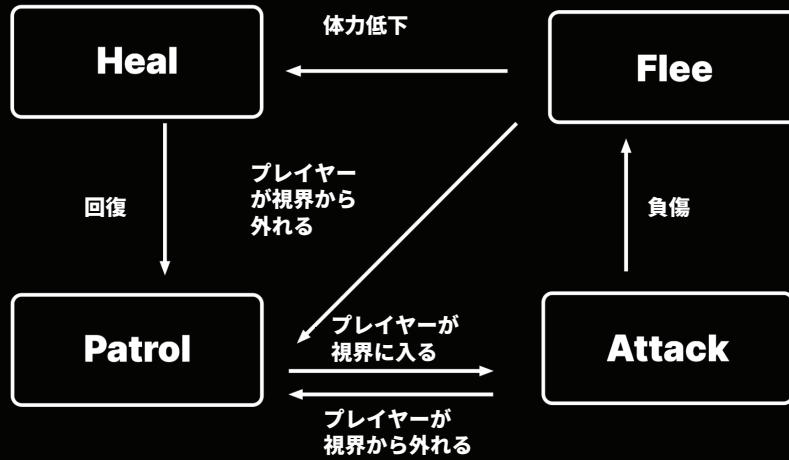 体力低下
Heal
Flee
プレイヤー
が視界から
外れる
回復
負傷
プレイヤーが
視界に入る
Patrol
Attack
プレイヤーが
視界から外れる